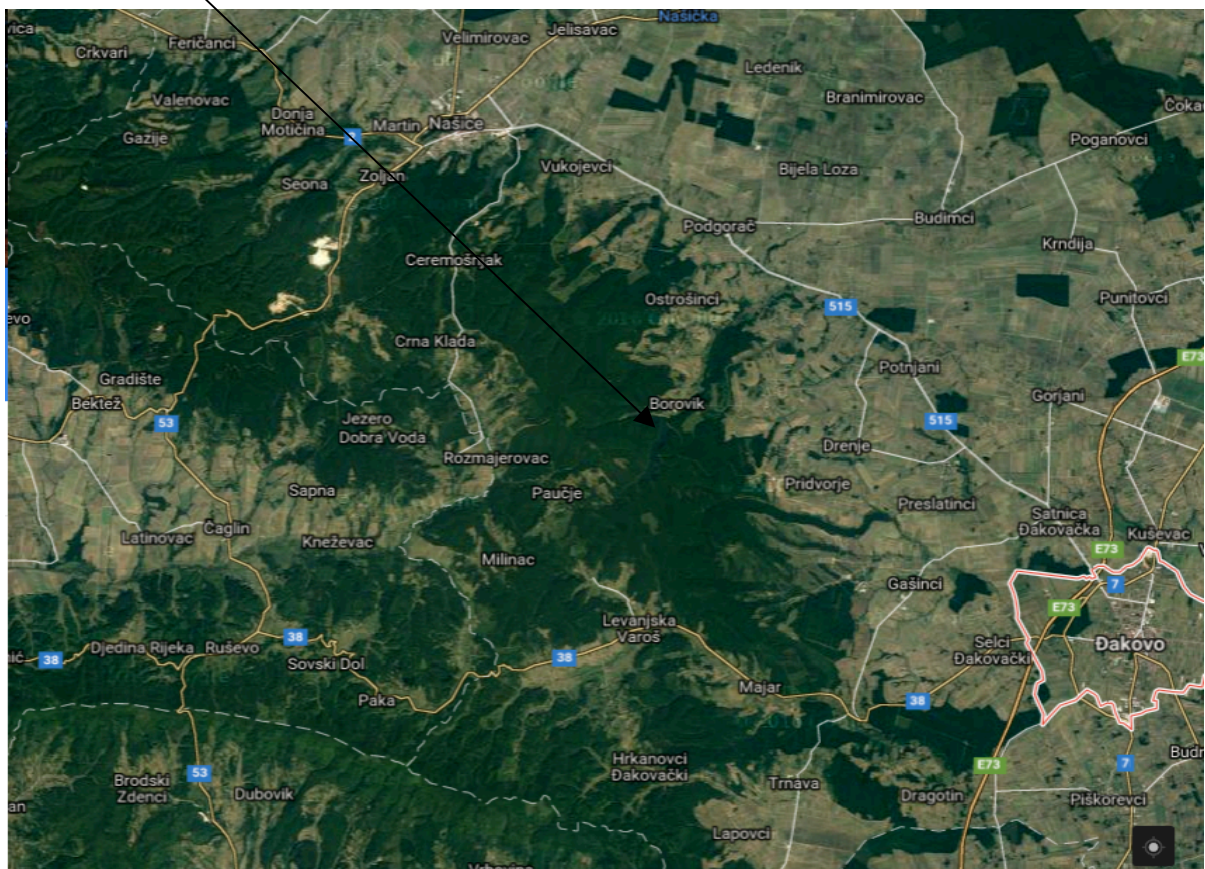 Našička
Crkvari
Feričanci
Velimirovac
Jelisavac
Ledenik
Valenovac
Branimirovac
Donja
Motičina
2
Martin
Našice
Gazije
Poganovci
Seona
Zoljan
Vukojevci
Bijela Loza
Podgorač
Budimci
Krndija
Ceremošnjak
Ostrošinci
515
Punitovci
Crna Klada
E73
Potnjani
Gradište
Bektež
53
Jezero
Dobra Voda
Borovik
Gorjani
515
Drenje
Rozmajerovac
Sapna
Paučje
Pridvorje
Preslatinci
Satnica
Đakovačka
Kuševac
Latinovac
Čaglin
Kneževac
Milinac
E73
7
Gašinci
E73
Levanjska
Varoš
Selci
Đakovački
Đakovo
38
Djedina Rijeka
Ruševo
38
Sovski Dol
38
Paka
Majar
38
Hrkanovci
Đakovački
E73
7
Brodski
Zdenci
53
Dubovik
Trnava
Dragotin
Piškorevci
Lapovci